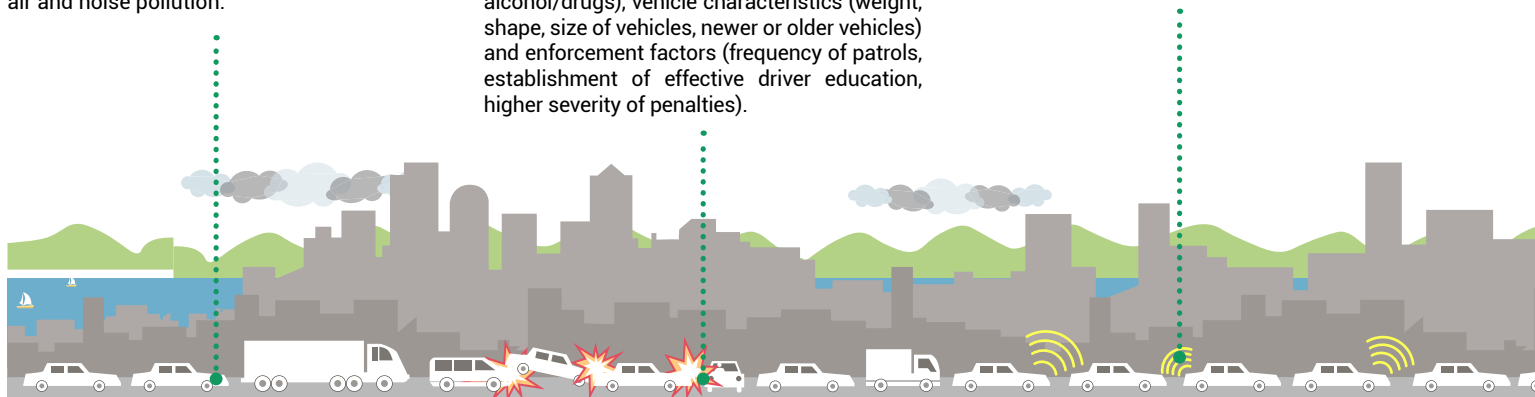 air and noise pollution.
alcohol/drugs), vehicle characteristics (weight,
shape, size of vehicles, newer or older vehicles)
and enforcement factors (frequency of patrols,
establishment of effective driver education,
higher severity of penalties).